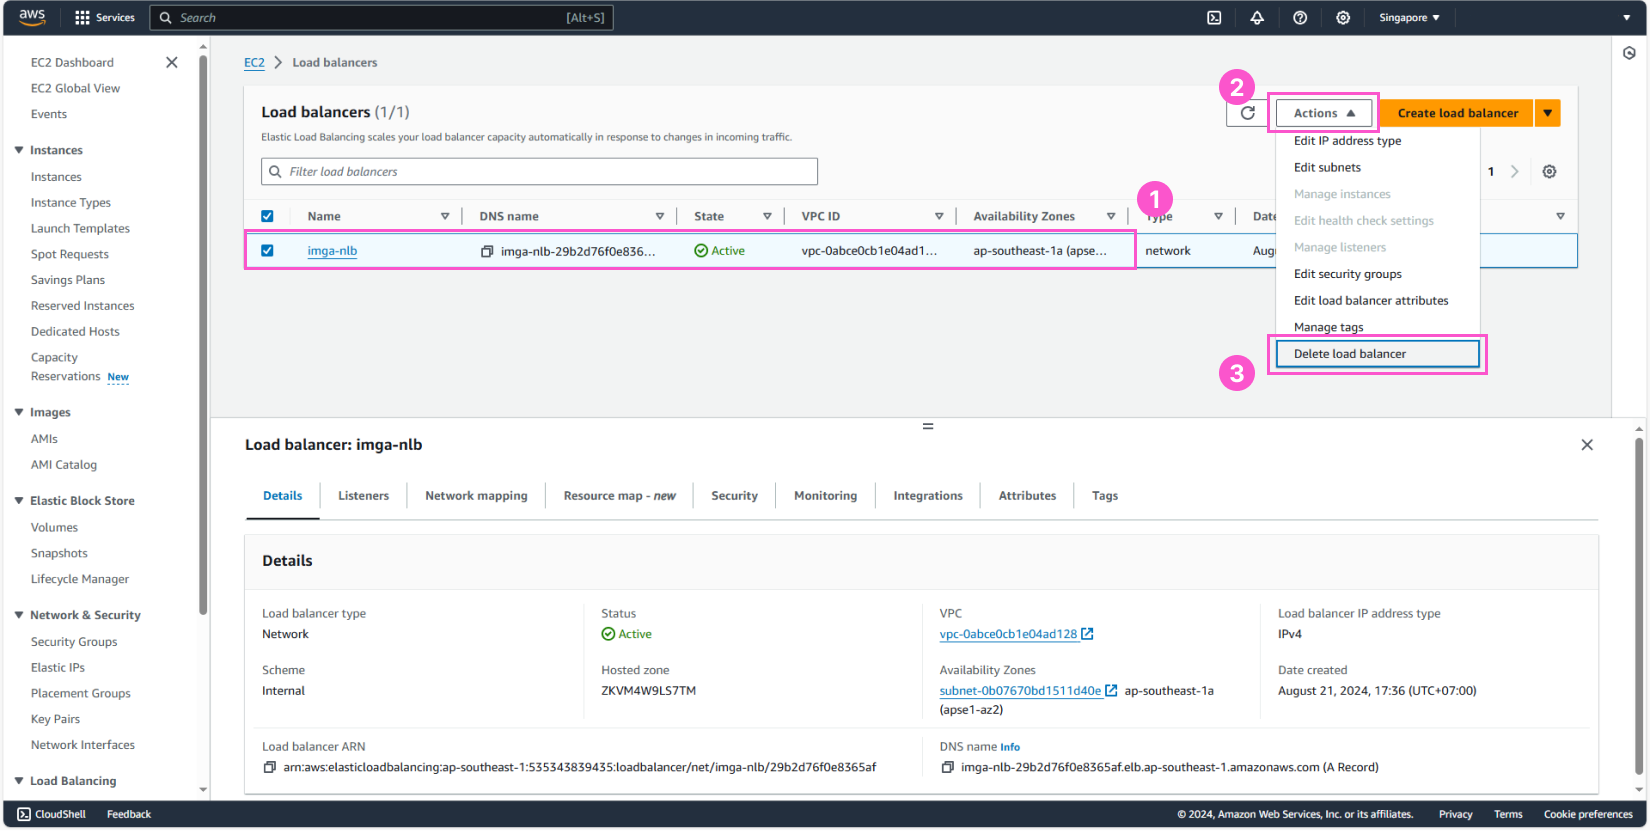 aws
Services
Search
[Alt+S]
Singapore
EC2 Dashboard
EC2 Global View
Events
Instances
Instances
Instance Types
Launch Templates
Spot Requests
Savings Plans
Reserved Instances
Dedicated Hosts
Capacity
Reservations New
Images
AMIs
AMI Catalog
Elastic Block Store
Volumes
Snapshots
Lifecycle Manager
Network & Security
Security Groups
Elastic IPs
Placement Groups
Key Pairs
Network Interfaces
Load Balancing
EC2 Load balancers
Load balancers (1/1)
Elastic Load Balancing scales your load balancer capacity automatically in response to changes in incoming traffic.
2
Actions
Create load balancer
Filter load balancers
1
1
Name DNS name State VPC ID Availability Zones Type Date
imga-nlb imga-nlb-29b2d76f0e836... Active vpc-0abce0cb1e04ad1... ap-southeast-1a (apse... network Aug
Edit IP address type
Edit subnets
Manage instances
Edit health check settings
Manage listeners
Edit security groups
Edit load balancer attributes
Manage tags
Delete load balancer
3
Load balancer: imga-nlb
Details Listeners Network mapping Resource map - new Security Monitoring Integrations Attributes Tags
Details
Load balancer type
Network
Status
Active
VPC
vpc-0abce0cb1e04ad128
Load balancer IP address type
IPv4
Scheme
Internal
Hosted zone
ZKVM4W9LS7TM
Availability Zones
subnet-0b07670bd1511d40e ap-southeast-1a
(apse1-az2)
Date created
August 21, 2024, 17:36 (UTC+07:00)
Load balancer ARN
arn:aws:elasticloadbalancing:ap-southeast-1:535343839435:loadbalancer/net/imga-nlb/29b2d76f0e8365af
DNS name Info
imga-nlb-29b2d76f0e8365af.elb.ap-southeast-1.amazonaws.com (A Record)
CloudShell Feedback
© 2024, Amazon Web Services, Inc. or its affiliates. Privacy Terms Cookie preferences